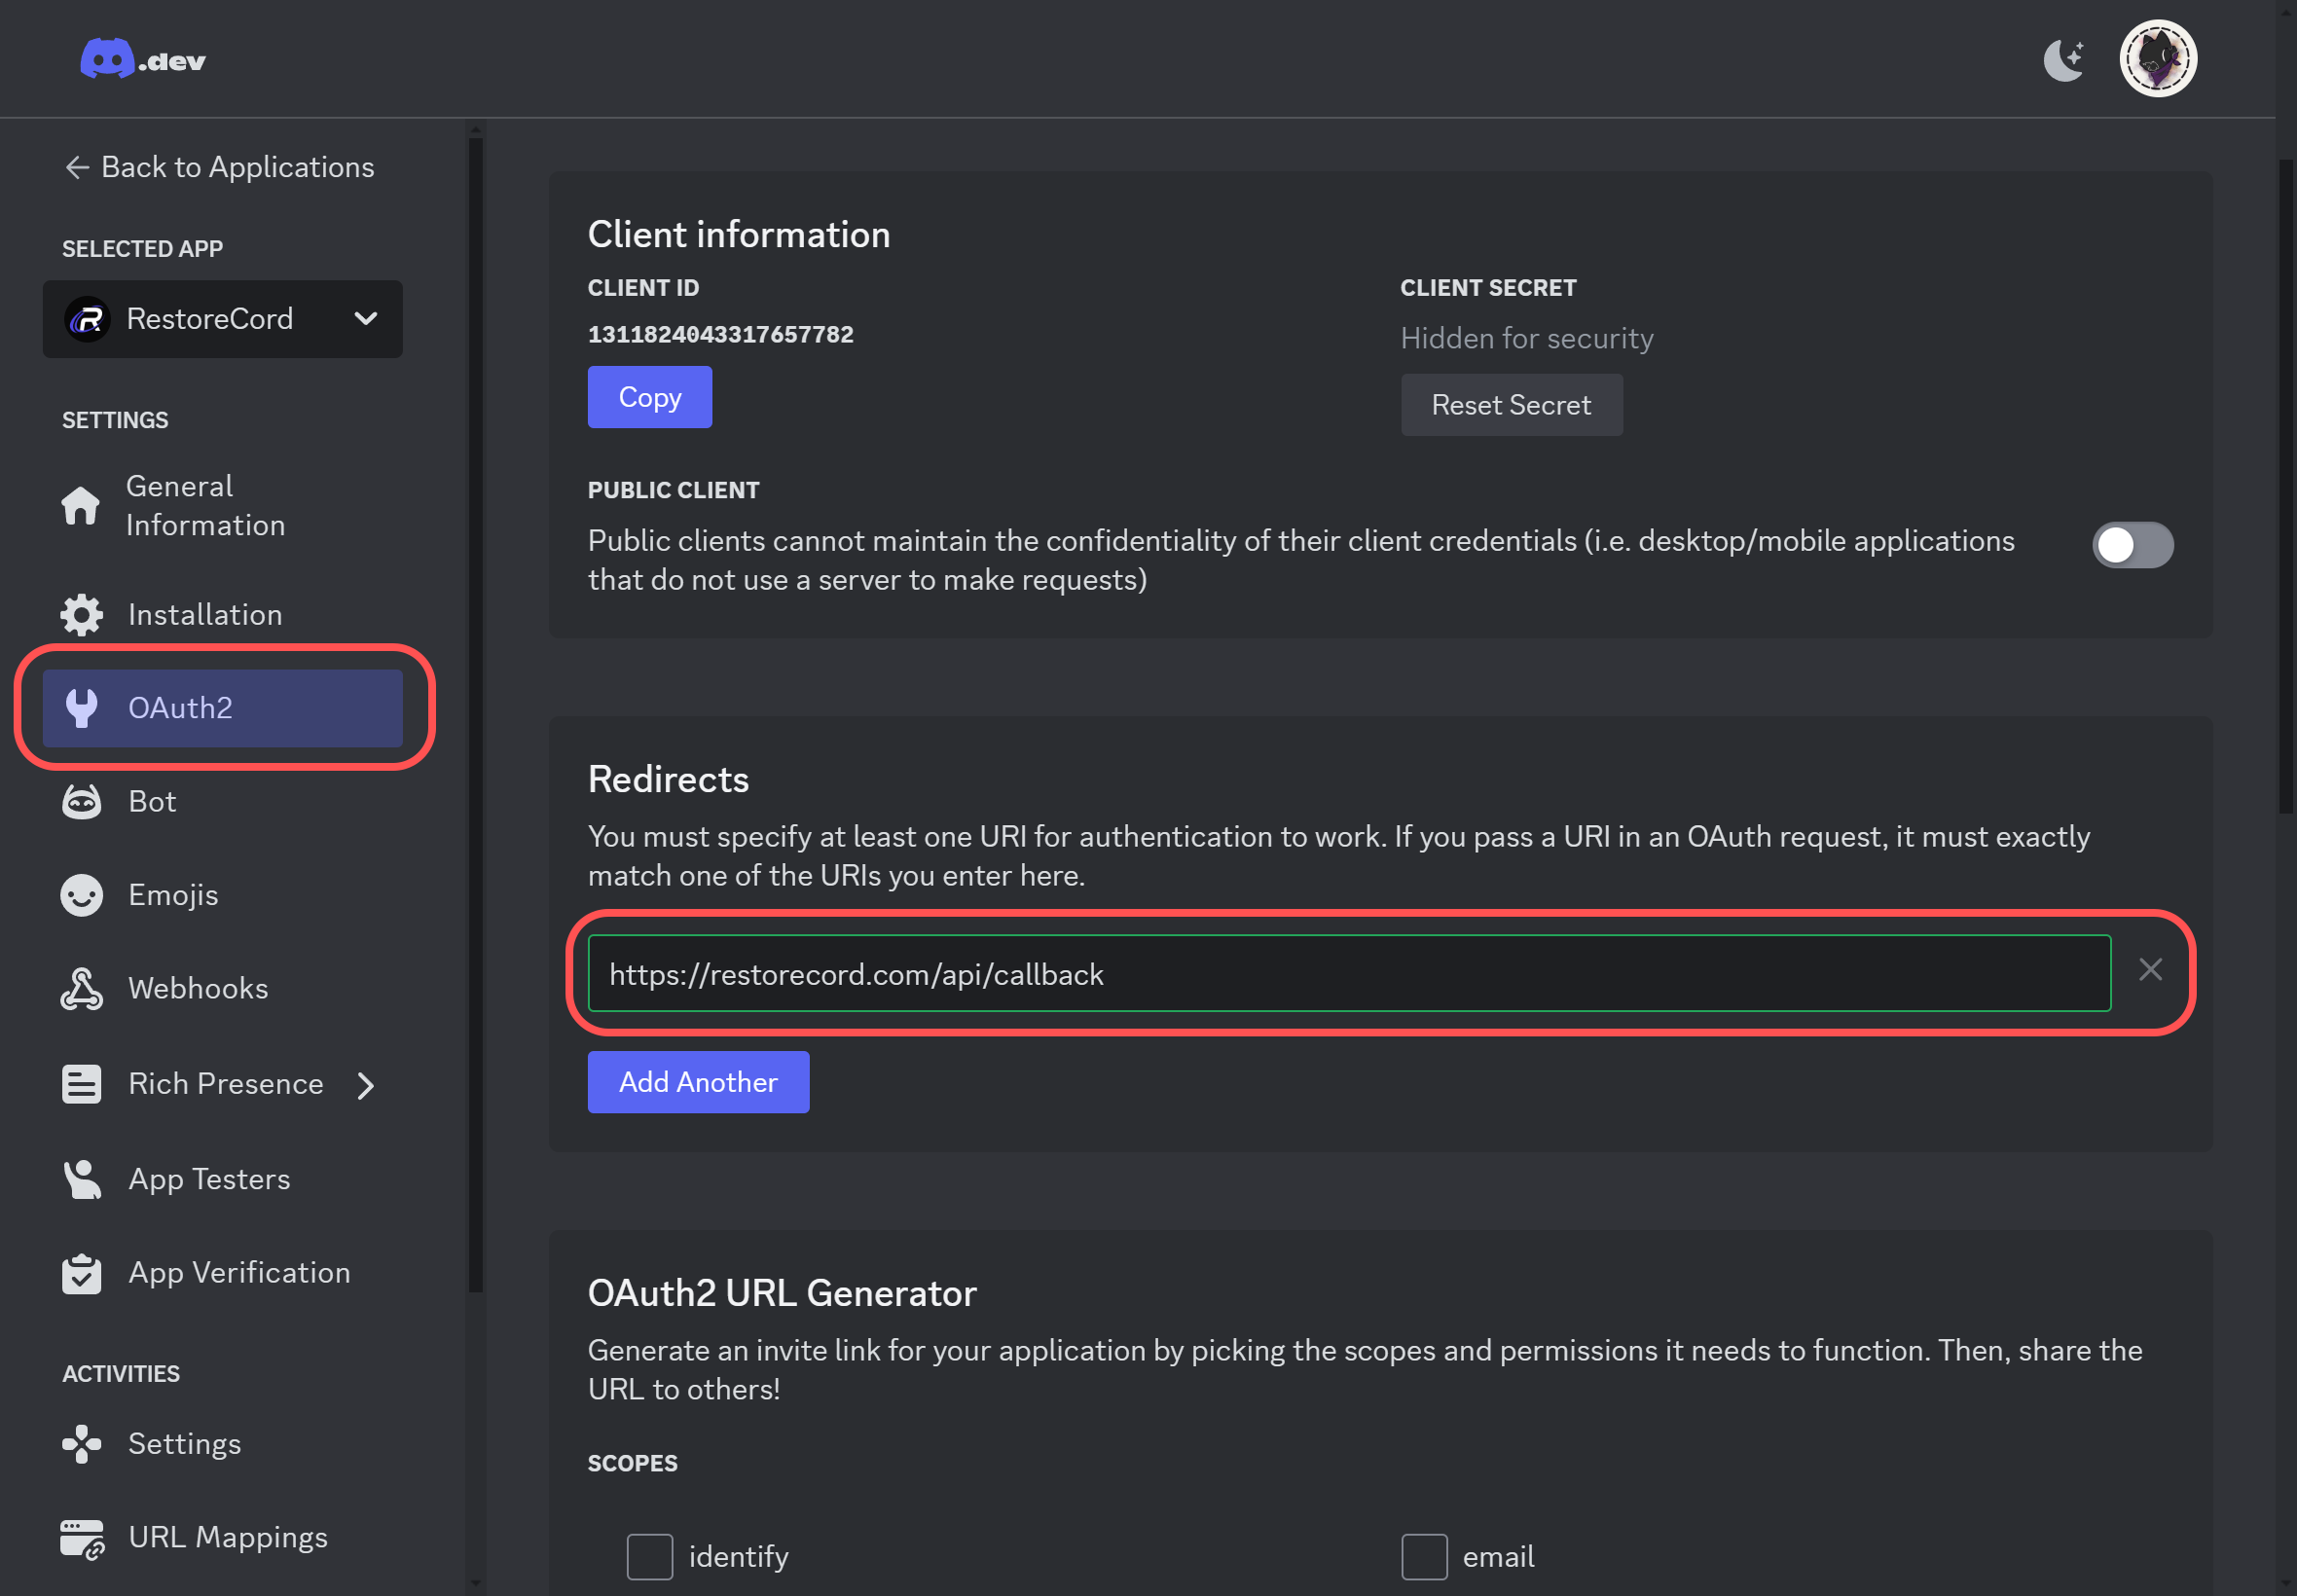 .dev
Back to Applications
SELECTED APP
RestoreCord
SETTINGS
General
Information
Installation
OAuth2
Bot
Emojis
Webhooks
Rich Presence
App Testers
App Verification
ACTIVITIES
Settings
URL Mappings
Client information
CLIENT ID
1311824043317657782
Copy
CLIENT SECRET
Hidden for security
Reset Secret
PUBLIC CLIENT
Public clients cannot maintain the confidentiality of their client credentials (i.e. desktop/mobile applications
that do not use a server to make requests)
Redirects
You must specify at least one URI for authentication to work. If you pass a URI in an OAuth request, it must exactly
match one of the URIs you enter here.
https://restorecord.com/api/callback
Add Another
OAuth2 URL Generator
Generate an invite link for your application by picking the scopes and permissions it needs to function. Then, share the
URL to others!
SCOPES
identify
email